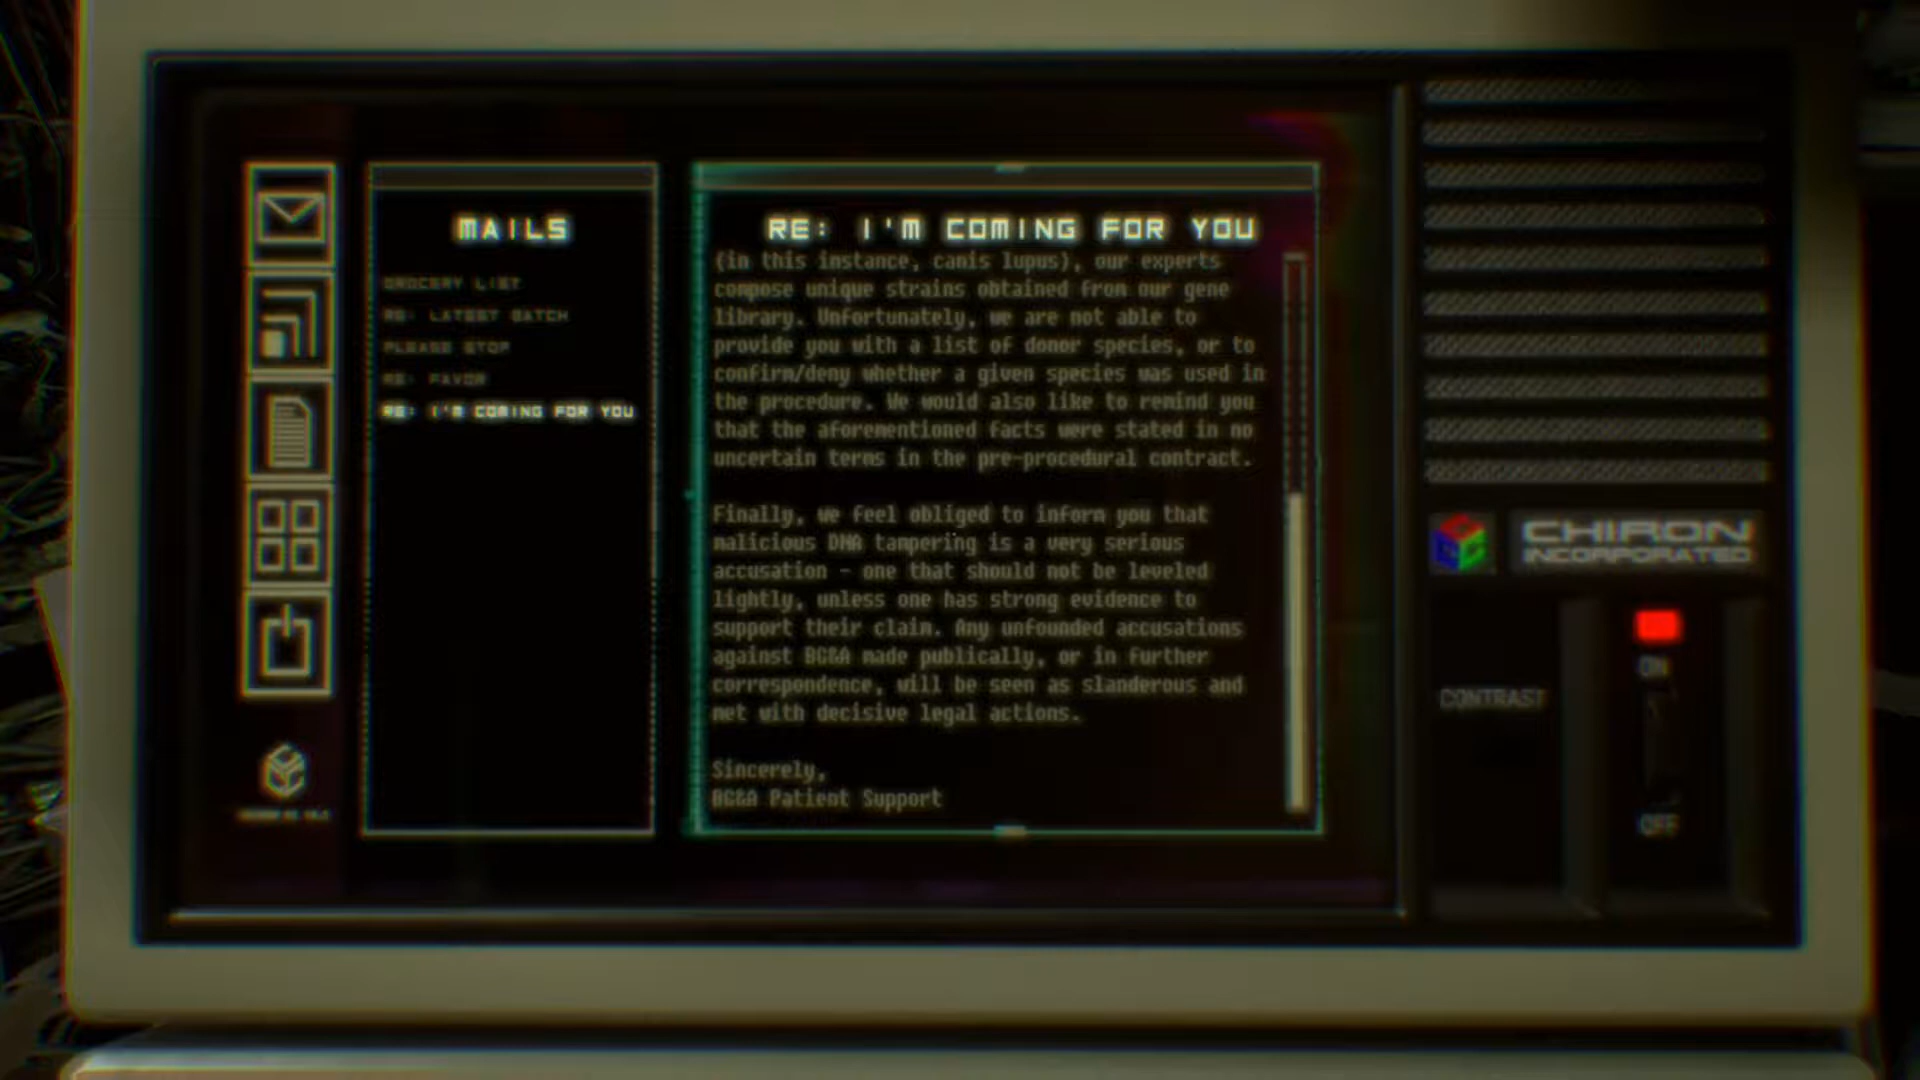 MAILS
GROCERY LIST
RE: LATEST BATCH
PLEASE STOP
RE: FAVOR
RE: I'M COMING FOR YOU
RE: I'M COMING FOR YOU
(in this instance, canis lupus), our experts
compose unique strains obtained from our gene
library. Unfortunately, we are not able to
provide you with a list of donor species, or to
confirm/deny whether a given species was used in
the procedure. We would also like to remind you
that the aforementioned facts were stated in no
uncertain terms in the pre-procedural contract.
Finally, we feel obliged to inform you that
malicious DNA tampering is a very serious
accusation - one that should not be leveled
lightly, unless one has strong evidence to
support their claim. Any unfounded accusations
against BG&A made publically, or in further
correspondence, will be seen as slanderous and
met with decisive legal actions.
Sincerely,
BG&A Patient Support
CHIRON
INCORPORATED
CONTRAST
ON
OFF